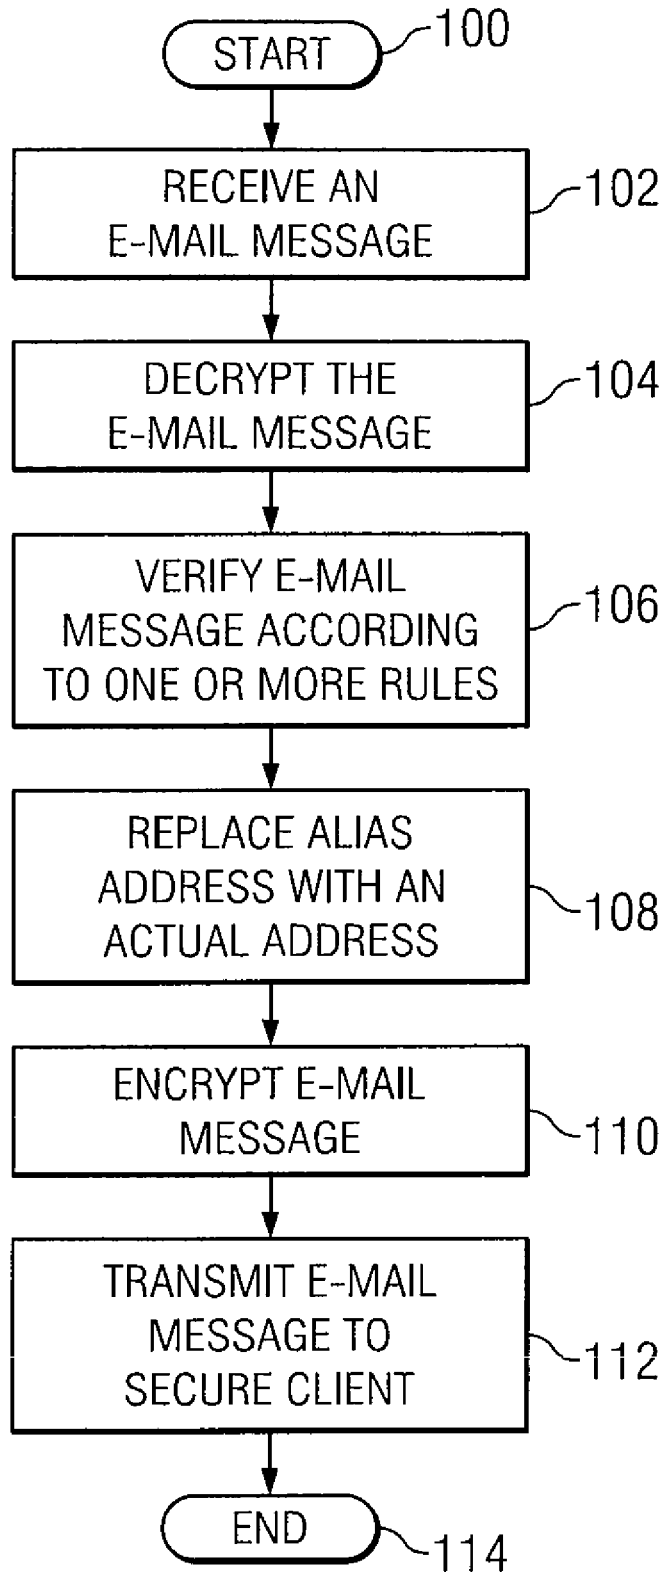 START
100
RECEIVE AN
E-MAIL MESSAGE
102
DECRYPT THE
E-MAIL MESSAGE
104
VERIFY E-MAIL
MESSAGE ACCORDING
TO ONE OR MORE RULES
106
REPLACE ALIAS
ADDRESS WITH AN
ACTUAL ADDRESS
108
ENCRYPT E-MAIL
MESSAGE
110
TRANSMIT E-MAIL
MESSAGE TO
SECURE CLIENT
112
END
114